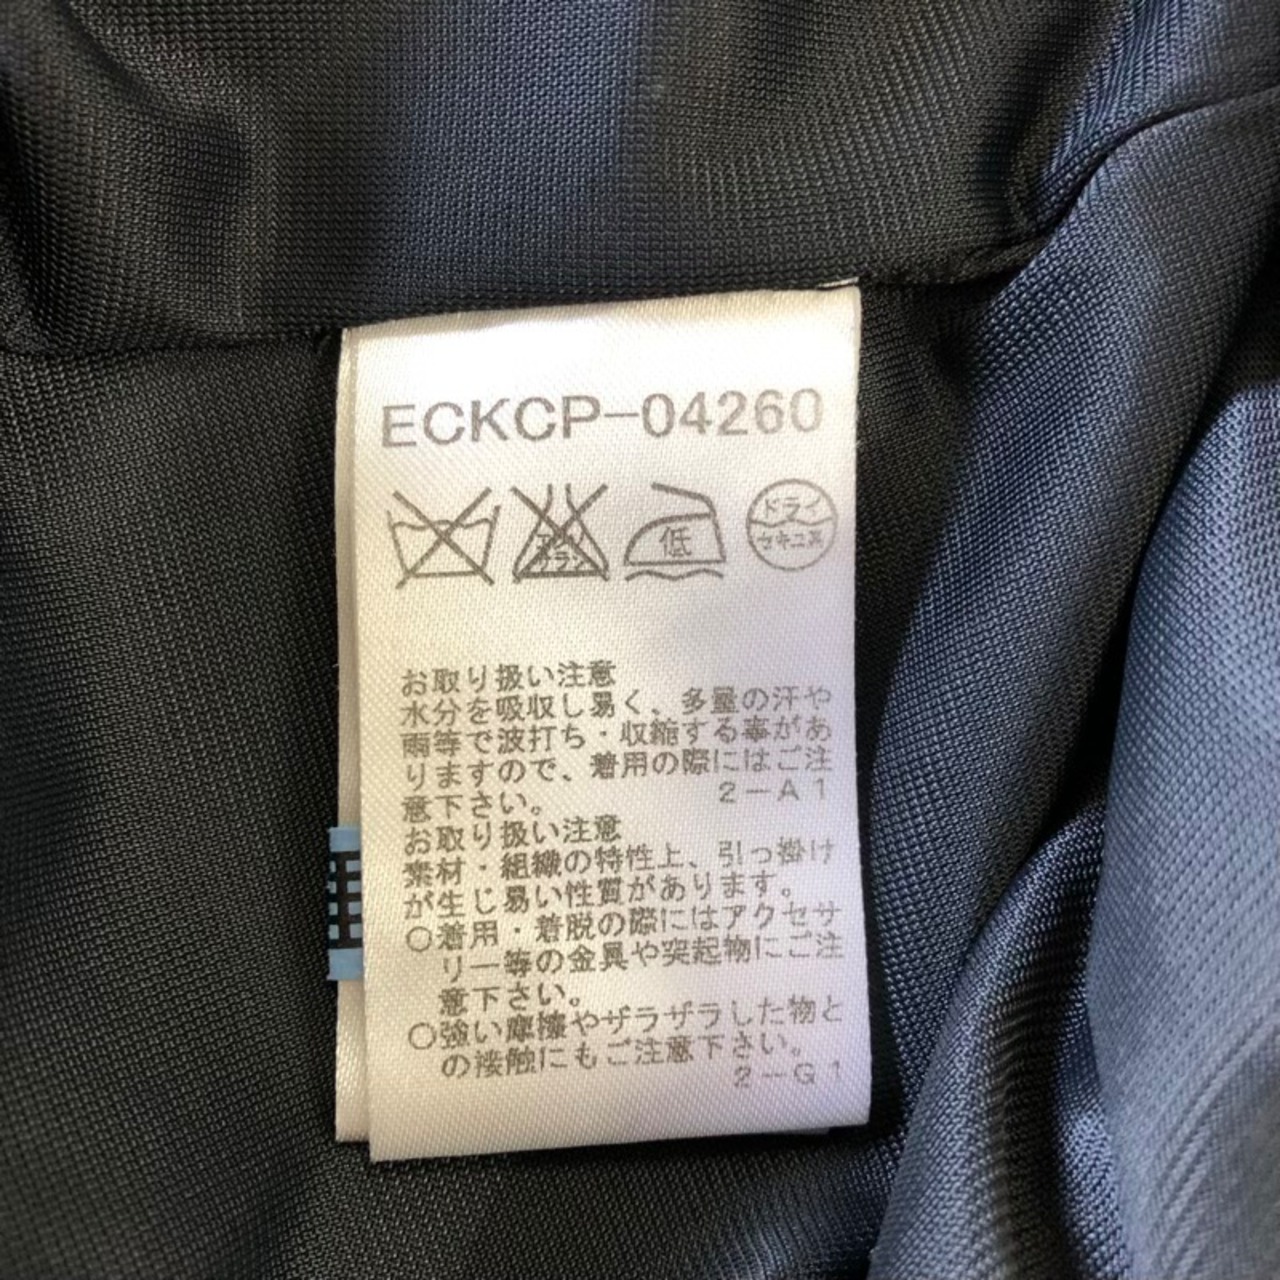 ECKCP-04260
低
ドライ
セキユ系
お取り扱い注意
水分を吸収し易く、多量の汗や
雨等で波打ち・収縮する事があ
りますので、着用の際にはご注
意下さい。
2-A1
お取り扱い注意
素材・組織の特性上、引っ掛け
が生じ易い性質があります。
○着用・着脱の際にはアクセサ
リー等の金具や突起物にご注
意下さい。
○強い摩擦やザラザラした物と
の接触にもご注意下さい。
2-G1